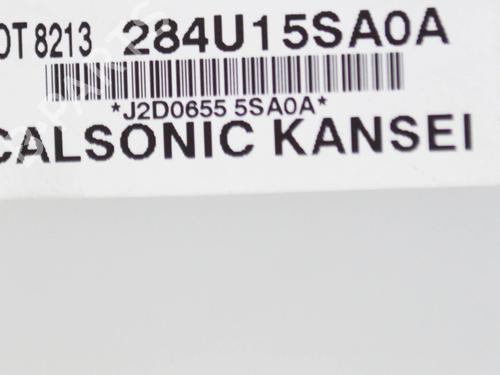 OT 8213 284U15SA0A
*J2D0655 5SA0A*
CALSONIC KANSEI